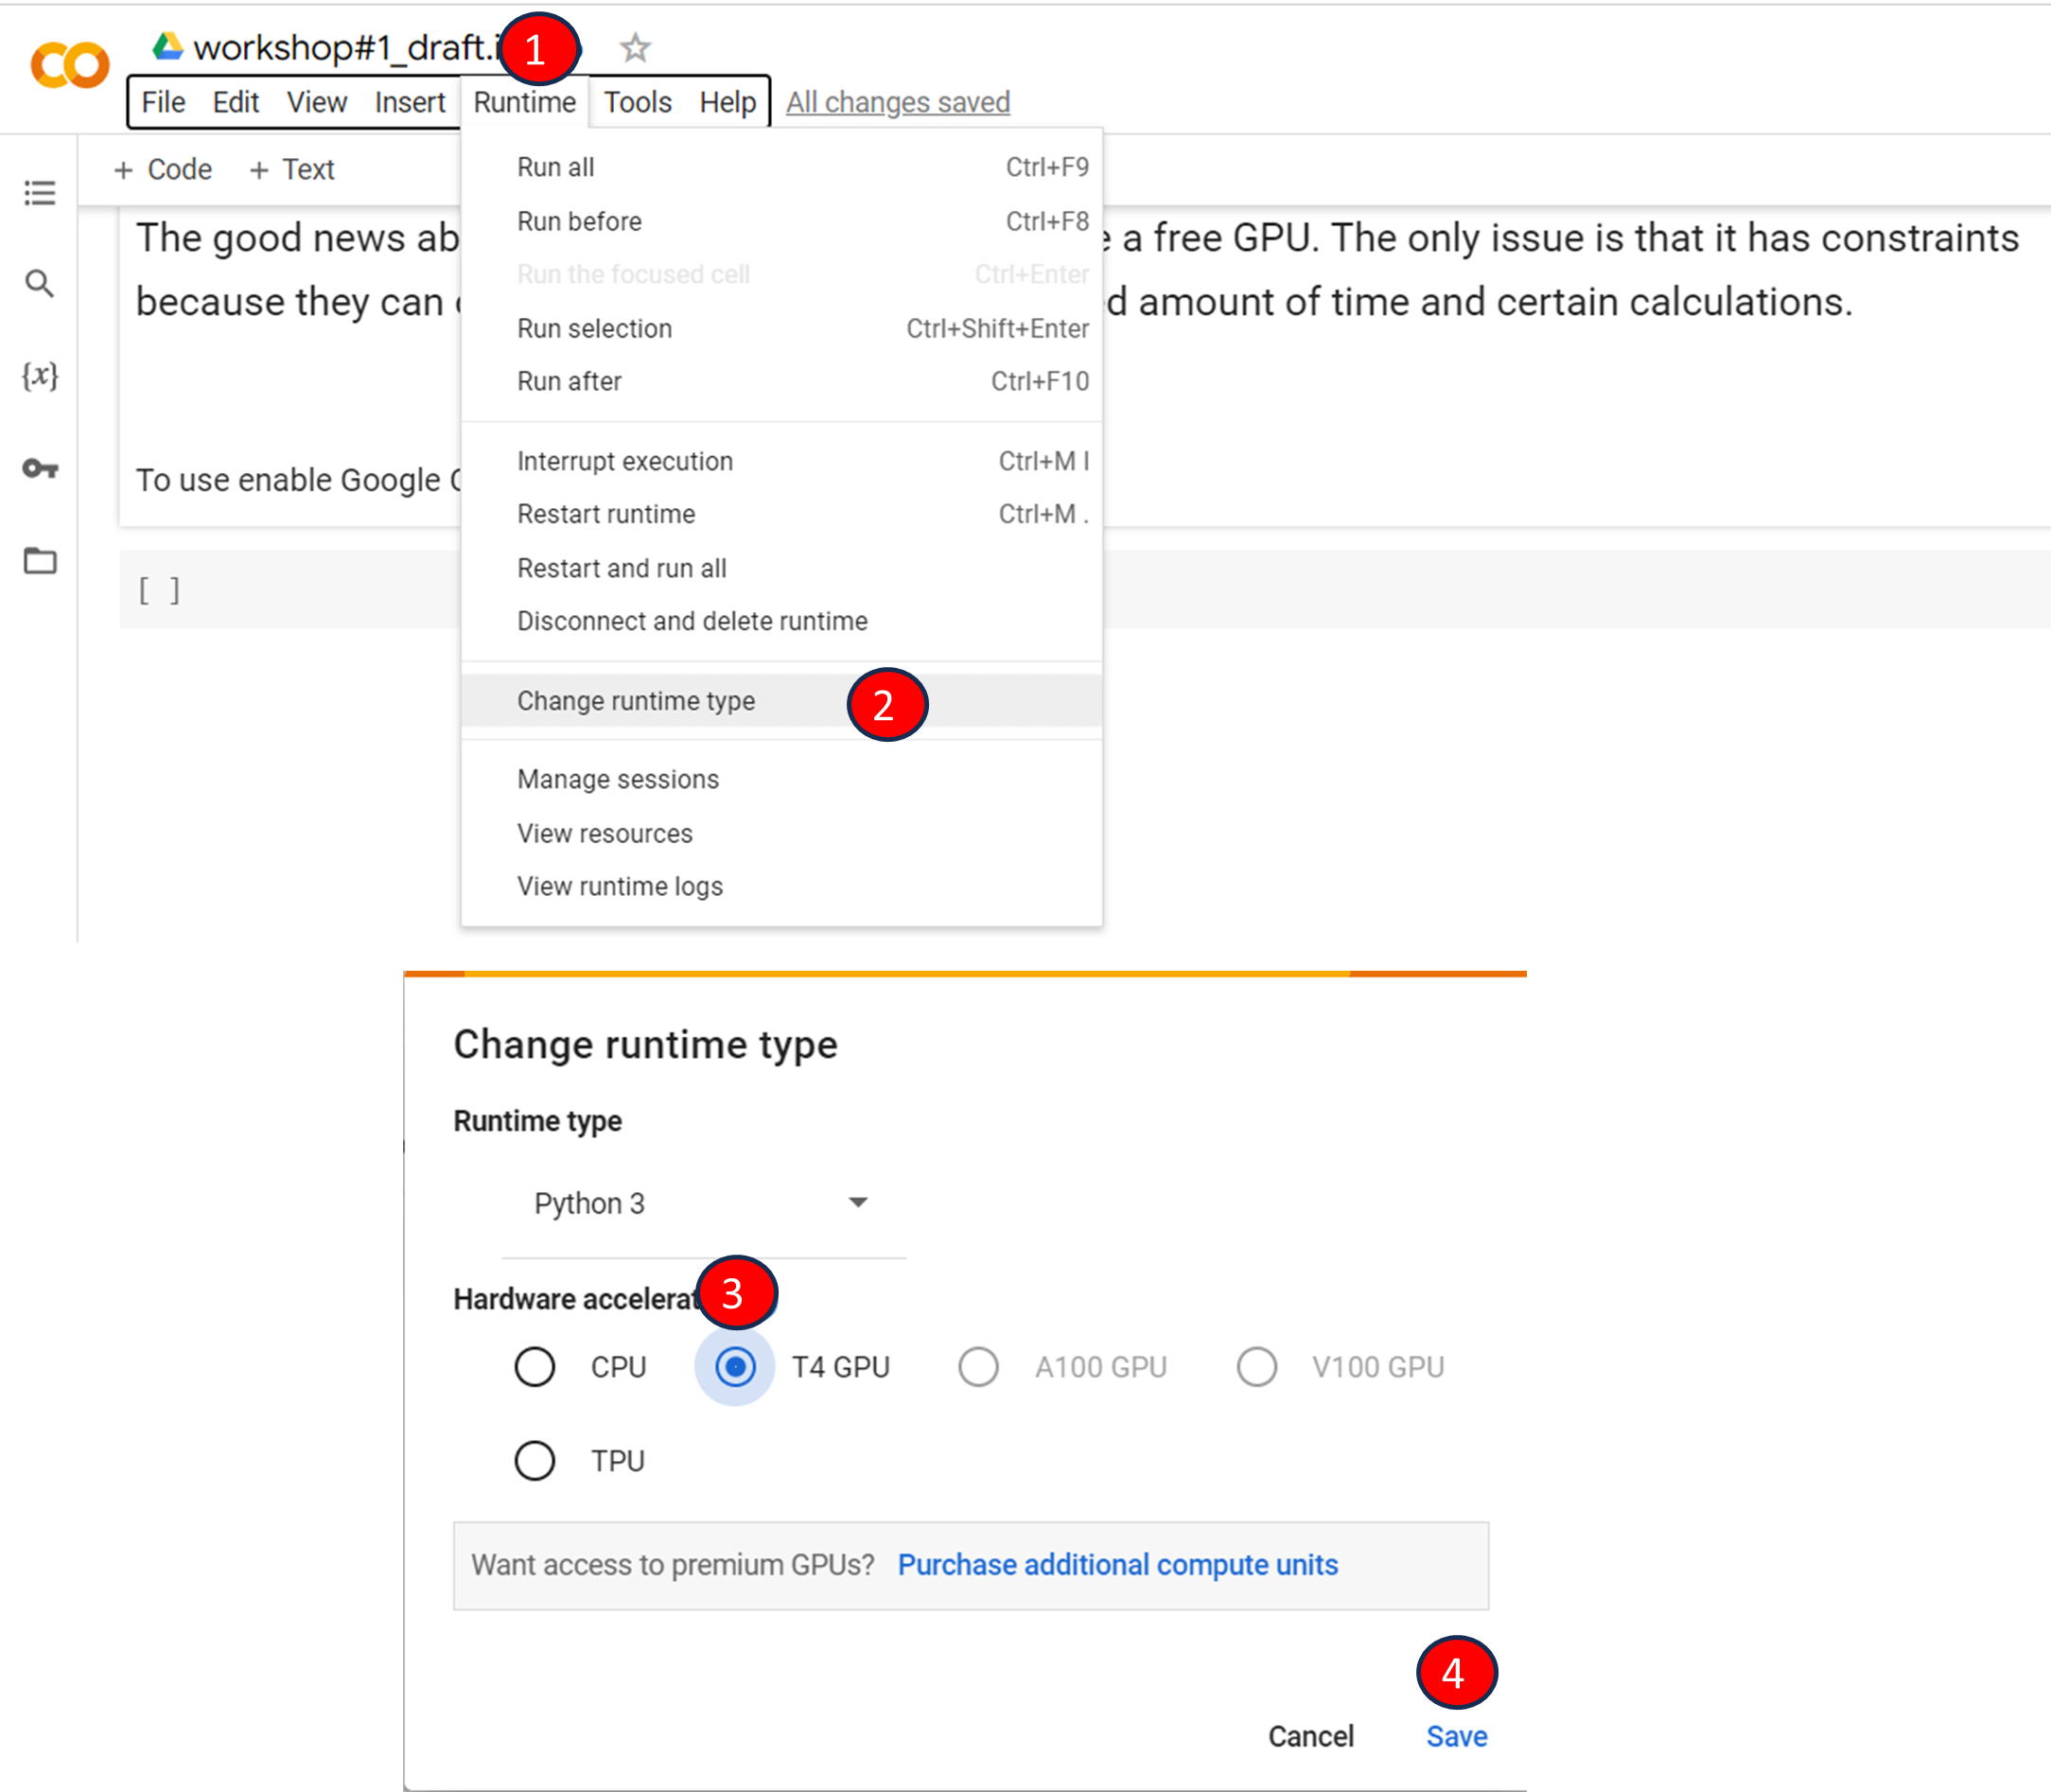 workshop#1_draft.i
1
File Edit View Insert Runtime Tools Help All changes saved
+ Code + Text
Run all Ctrl+F9
Run before Ctrl+F8
The good news ab a free GPU. The only issue is that it has constraints
Run the focused cell Ctrl+Enter
because they can amount of time and certain calculations.
Run selection Ctrl+Shift+Enter
Run after Ctrl+F10
{x}
Interrupt execution Ctrl+M I
To use enable Google
Restart runtime Ctrl+M .
Restart and run all
[ ]
Disconnect and delete runtime
Change runtime type 2
Manage sessions
View resources
View runtime logs
Change runtime type
Runtime type
Python 3
Hardware accelerat 3
CPU T4 GPU A100 GPU V100 GPU
TPU
Want access to premium GPUs? Purchase additional compute units
4
Cancel Save